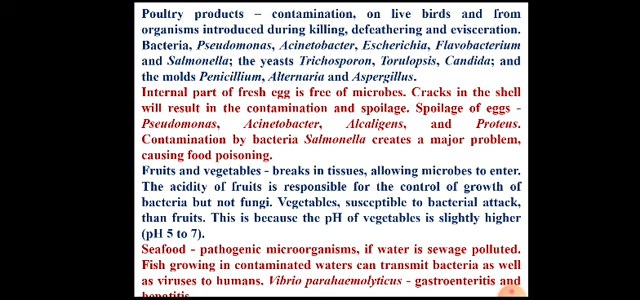 Poultry products – contamination, on live birds and from
organisms introduced during killing, defeathering and evisceration.
Bacteria, Pseudomonas, Acinetobacter, Escherichia, Flavobacterium
and Salmonella; the yeasts Trichosporon, Torulopsis, Candida; and
the molds Penicillium, Alternaria and Aspergillus.
Internal part of fresh egg is free of microbes. Cracks in the shell
will result in the contamination and spoilage. Spoilage of eggs -
Pseudomonas, Acinetobacter, Alcaligens, and Proteus.
Contamination by bacteria Salmonella creates a major problem,
causing food poisoning.
Fruits and vegetables - breaks in tissues, allowing microbes to enter.
The acidity of fruits is responsible for the control of growth of
bacteria but not fungi. Vegetables, susceptible to bacterial attack,
than fruits. This is because the pH of vegetables is slightly higher
(pH 5 to 7).
Seafood - pathogenic microorganisms, if water is sewage polluted.
Fish growing in contaminated waters can transmit bacteria as well
as viruses to humans. Vibrio parahaemolyticus - gastroenteritis and
hepatitis